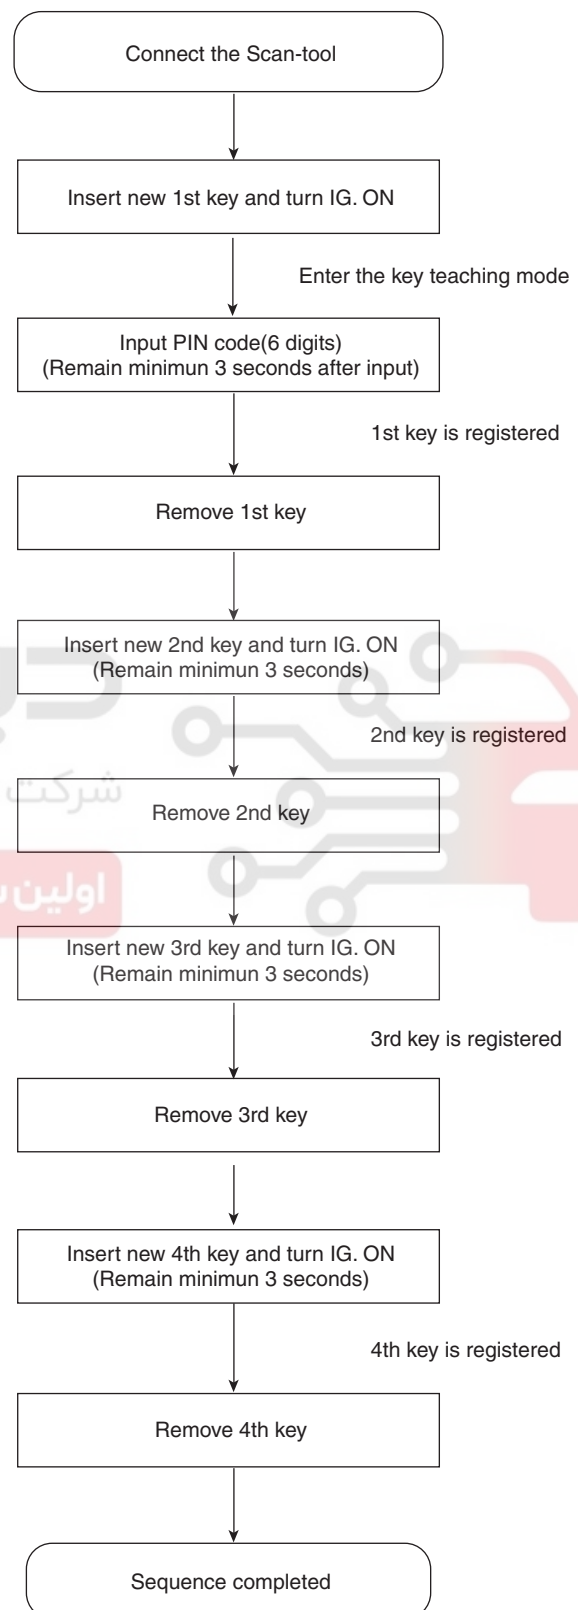 Connect the Scan-tool
Insert new 1st key and turn IG. ON
Enter the key teaching mode
Input PIN code(6 digits)
(Remain minimun 3 seconds after input)
1st key is registered
Remove 1st key
Insert new 2nd key and turn IG. ON
(Remain minimun 3 seconds)
2nd key is registered
شرکت
Remove 2nd key
اولین
Insert new 3rd key and turn IG. ON
(Remain minimun 3 seconds)
3rd key is registered
Remove 3rd key
Insert new 4th key and turn IG. ON
(Remain minimun 3 seconds)
4th key is registered
Remove 4th key
Sequence completed